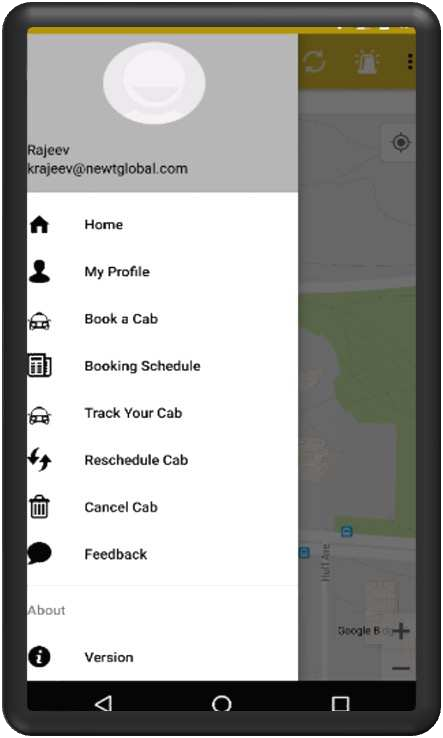 Rajeev
krajeev@newtglobal.com
Home
My Profile
Book a Cab
Booking Schedule
Track Your Cab
Reschedule Cab
Cancel Cab
Feedback
About
Version
Huff Ave
Google